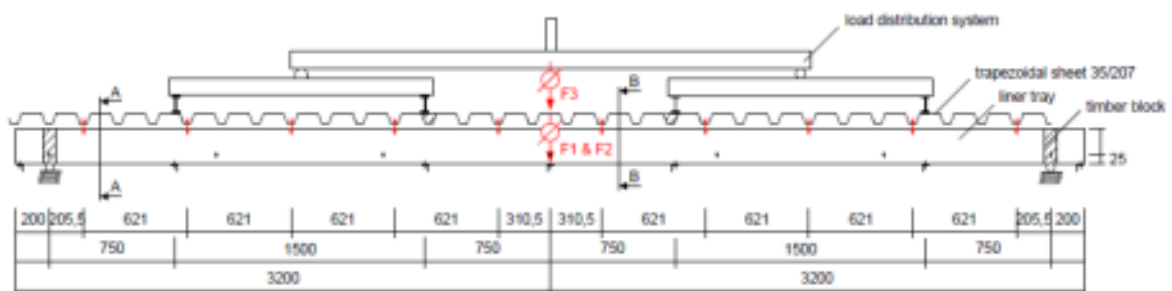 load distribution system
trapezoidal sheet 35/207
liner tray
timber block
A
B
F3
F1 & F2
A
B
25
200 205,5 621 621 621 621 310,5 310,5 621 621 621 621 205,5 200
750 1500 750 750 1500 750
3200 3200